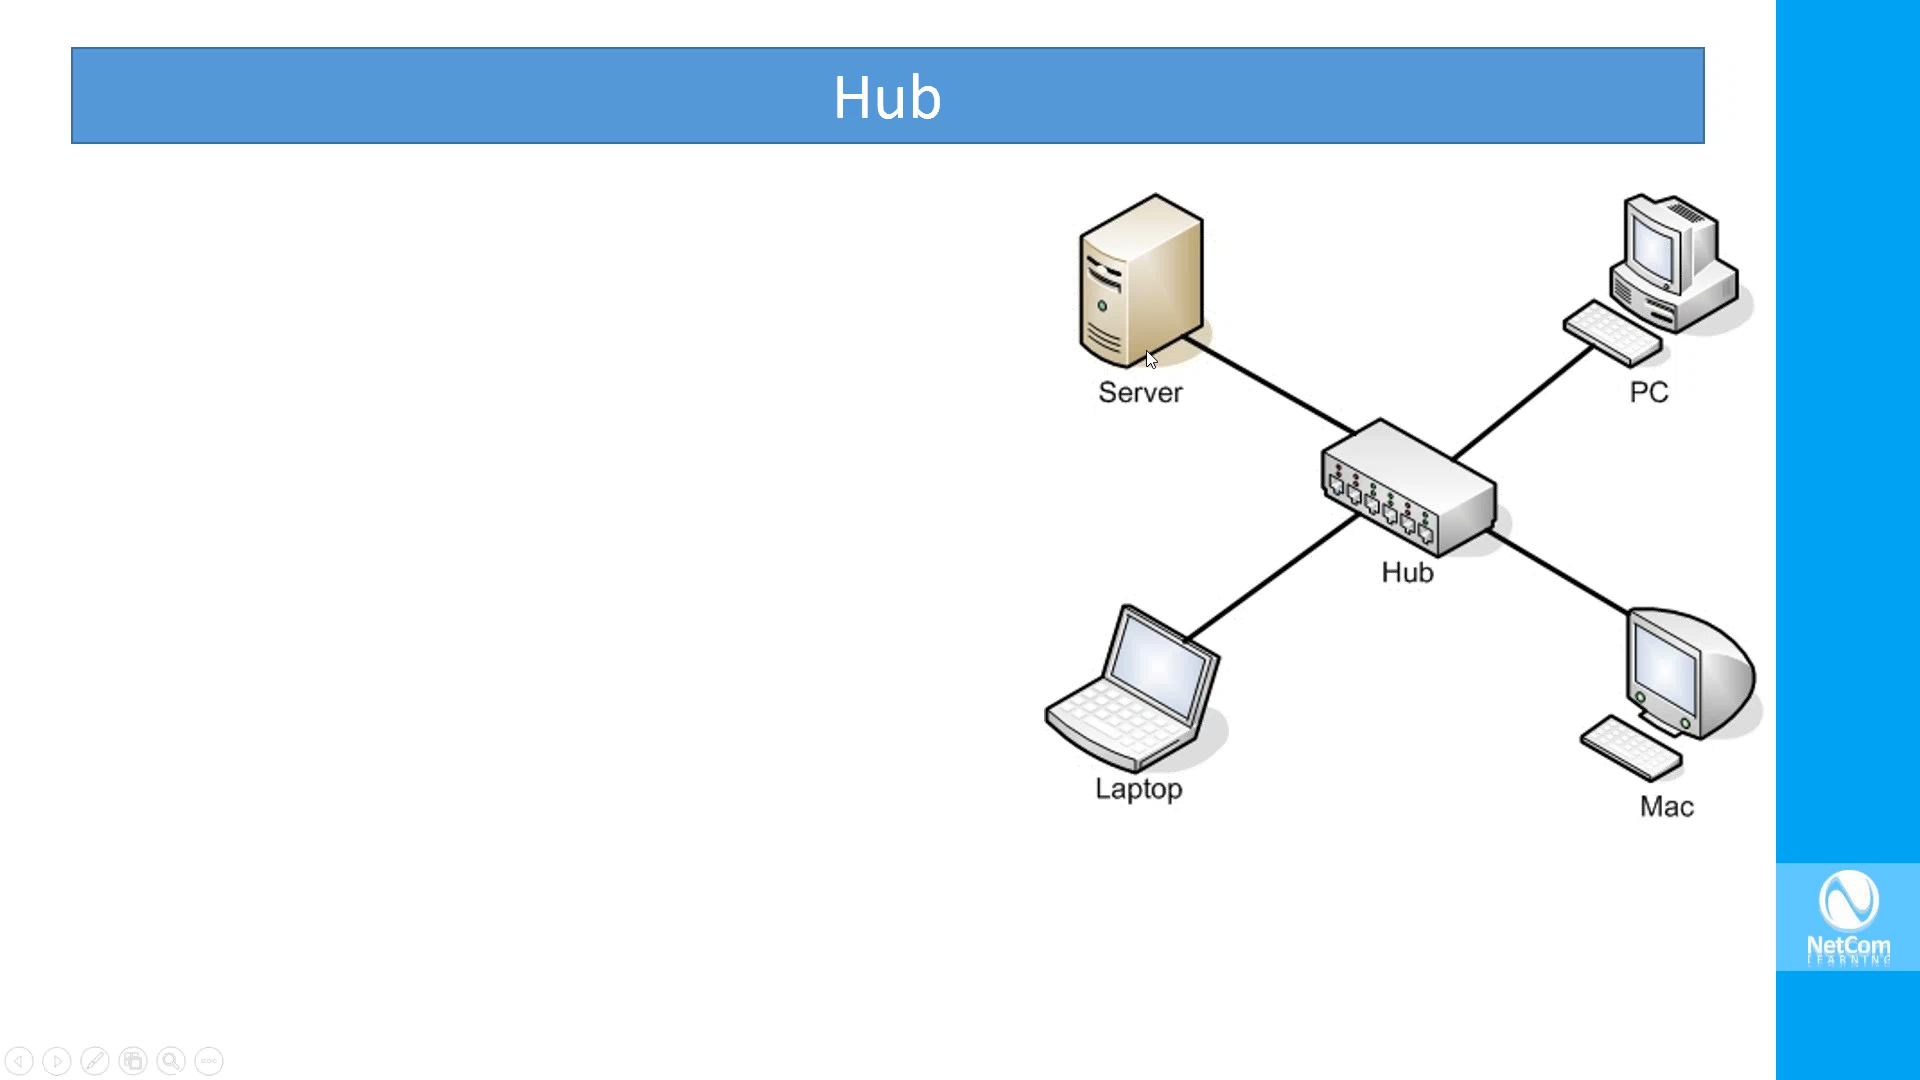 Hub
Server
PC
Hub
Laptop
Mac
NetCom
LEARNING